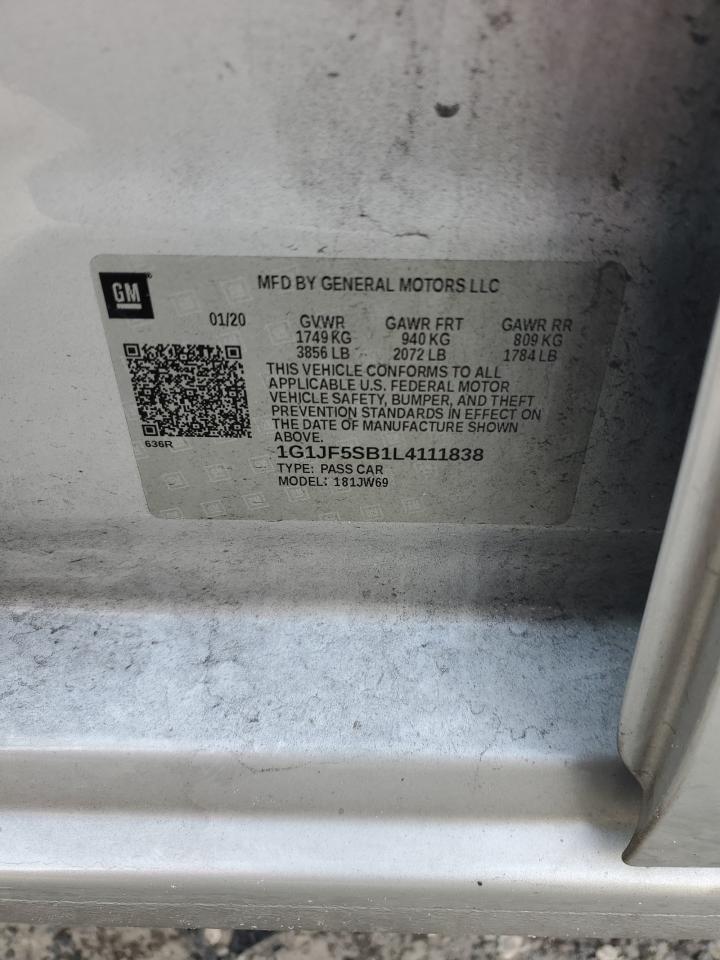 GM
MFD BY GENERAL MOTORS LLC
01/20 GVWR GAWR FRT GAWR RR
1749 KG 940 KG 809 KG
3856 LB 2072 LB 1784 LB
THIS VEHICLE CONFORMS TO ALL
APPLICABLE U.S. FEDERAL MOTOR
VEHICLE SAFETY, BUMPER, AND THEFT
PREVENTION STANDARDS IN EFFECT ON
THE DATE OF MANUFACTURE SHOWN
ABOVE.
636R
1G1JF5SB1L4111838
TYPE: PASS CAR
MODEL: 181JW69